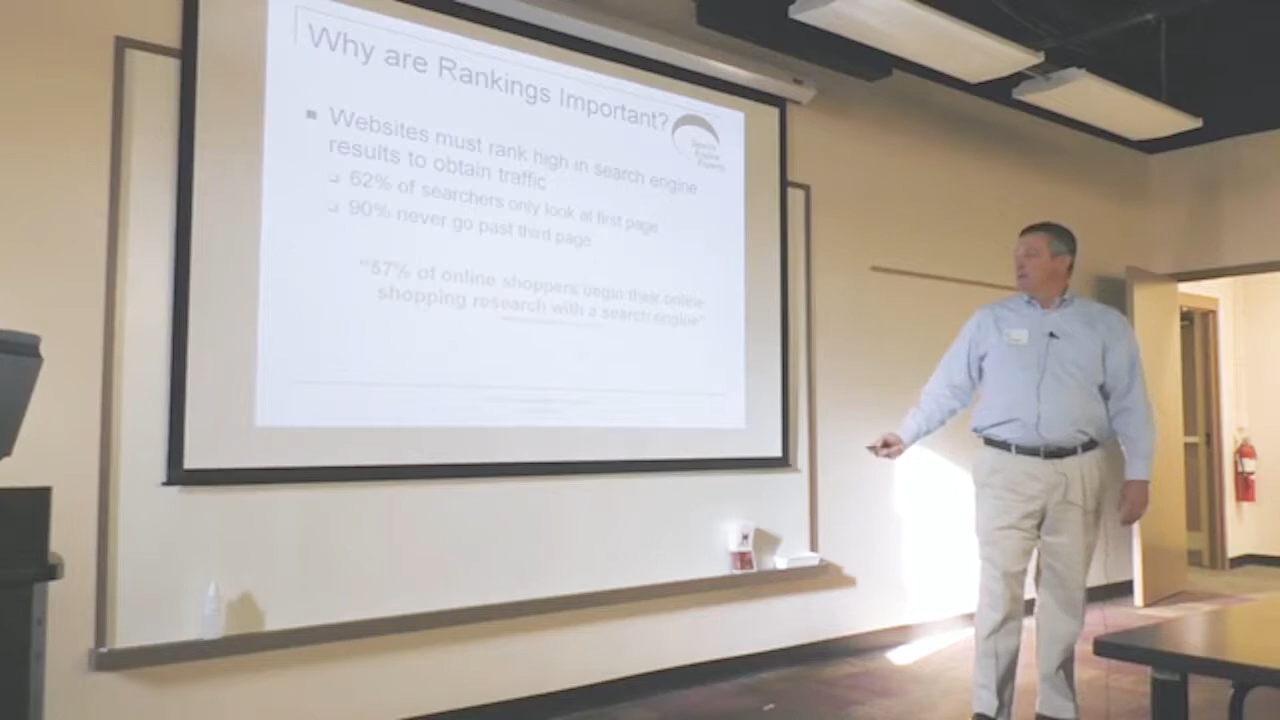 Why are Rankings Important?
Websites must rank high in search engine
results to obtain traffic
62% of searchers only look at first page
90% never go past third page
"57% of online shoppers begin their online
shopping research with a search engine"
Search
Engine